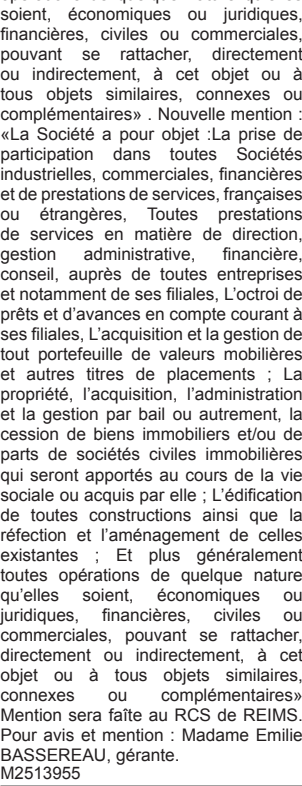 soient, économiques ou juridiques,
financières, civiles ou commerciales,
pouvant se rattacher, directement
ou indirectement, à cet objet ou à
tous objets similaires, connexes ou
complémentaires» . Nouvelle mention :
«La Société a pour objet :La prise de
participation dans toutes Sociétés
industrielles, commerciales, financières
et de prestations de services, françaises
ou étrangères, Toutes prestations
de services en matière de direction,
gestion administrative, financière,
conseil, auprès de toutes entreprises
et notamment de ses filiales, L'octroi de
prêts et d'avances en compte courant à
ses filiales, L'acquisition et la gestion de
tout portefeuille de valeurs mobilières
et autres titres de placements ; La
propriété, l'acquisition, l'administration
et la gestion par bail ou autrement, la
cession de biens immobiliers et/ou de
parts de sociétés civiles immobilières
qui seront apportés au cours de la vie
sociale ou acquis par elle ; L'édification
de toutes constructions ainsi que la
réfection et l'aménagement de celles
existantes ; Et plus généralement
toutes opérations de quelque nature
qu'elles soient, économiques ou
juridiques, financières, civiles ou
commerciales, pouvant se rattacher,
directement ou indirectement, à cet
objet ou à tous objets similaires,
connexes ou complémentaires»
Mention sera faîte au RCS de REIMS.
Pour avis et mention : Madame Emilie
BASSEREAU, gérante.
M2513955